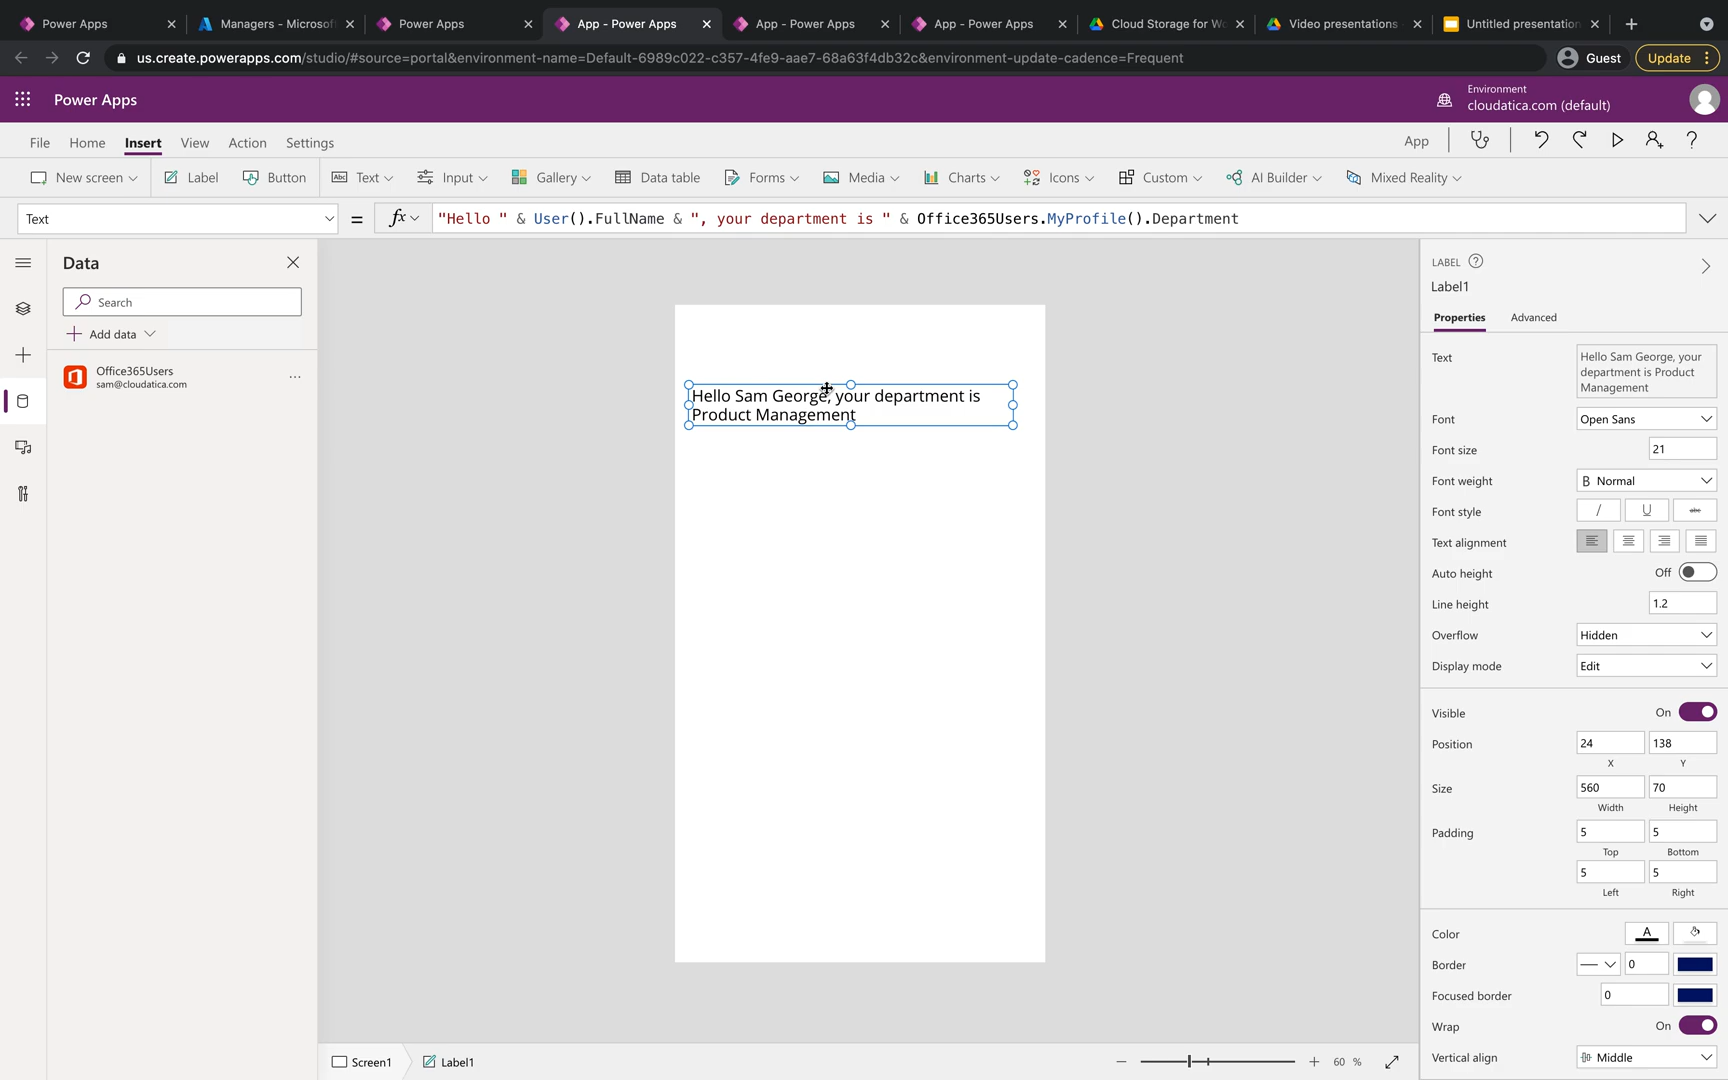 Power Apps
Managers - Microsof
Power Apps
App - Power Apps
App - Power Apps
App - Power Apps
Cloud Storage for Wo
Video presentations
Untitled presentation
us.create.powerapps.com/studio/#source=portal&environment-name=Default-6989c022-c357-4fe9-aae7-68a63f4db32c&environment-update-cadence=Frequent
Guest
Update
Power Apps
Environment
cloudatica.com (default)
File Home Insert View Action Settings
App
New screen Label Button Text Input Gallery Data table Forms Media Charts Icons Custom AI Builder Mixed Reality
Text = fx "Hello " & User().FullName & ", your department is " & Office365Users.MyProfile().Department
Data
Search
Add data
Office365Users
sam@cloudatica.com
Hello Sam George, your department is
Product Management
LABEL
Label1
Properties Advanced
Text
Hello Sam George, your
department is Product
Management
Font Open Sans
Font size 21
Font weight B Normal
Font style / U abc
Text alignment
Auto height Off
Line height 1.2
Overflow Hidden
Display mode Edit
Visible On
Position 24 138
X Y
Size 560 70
Width Height
Padding 5 5
Top Bottom
5 5
Left Right
Color A
Border 0
Focused border 0
Wrap On
Vertical align Middle
Screen1 Label1
60 %